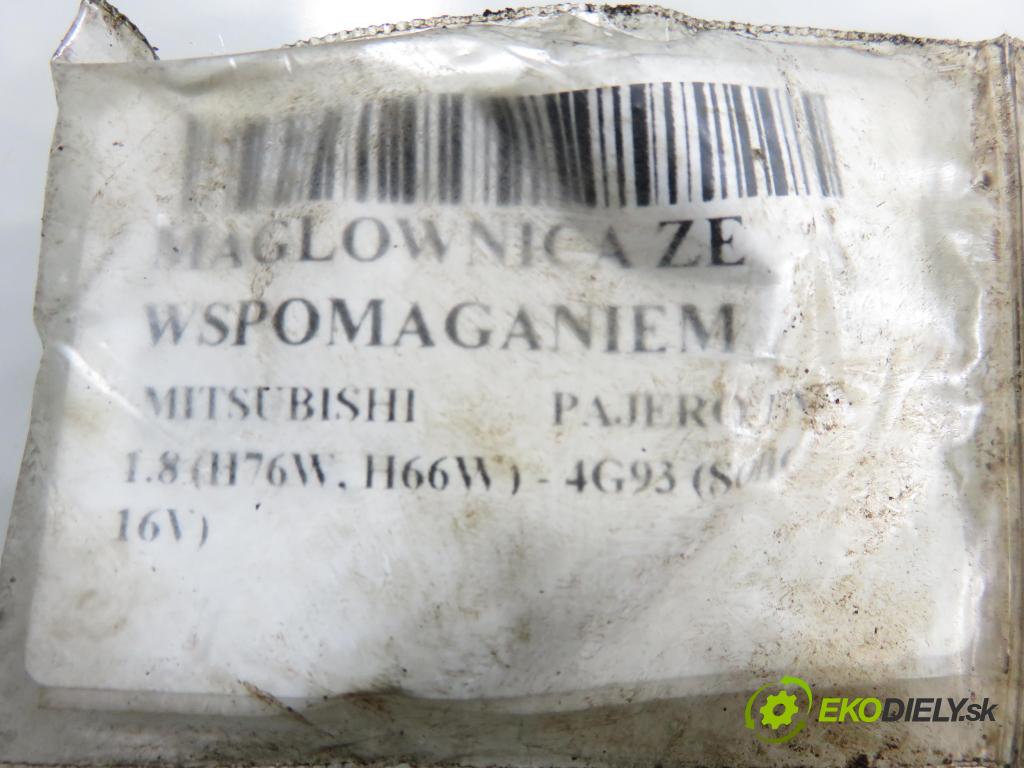 MAGLOWNICA ZE
WSPOMAGANIEM
MITSUBISHI PAJERO
1.8 (H76W, H66W) - 4G93
16V)
EKODIELY.sk